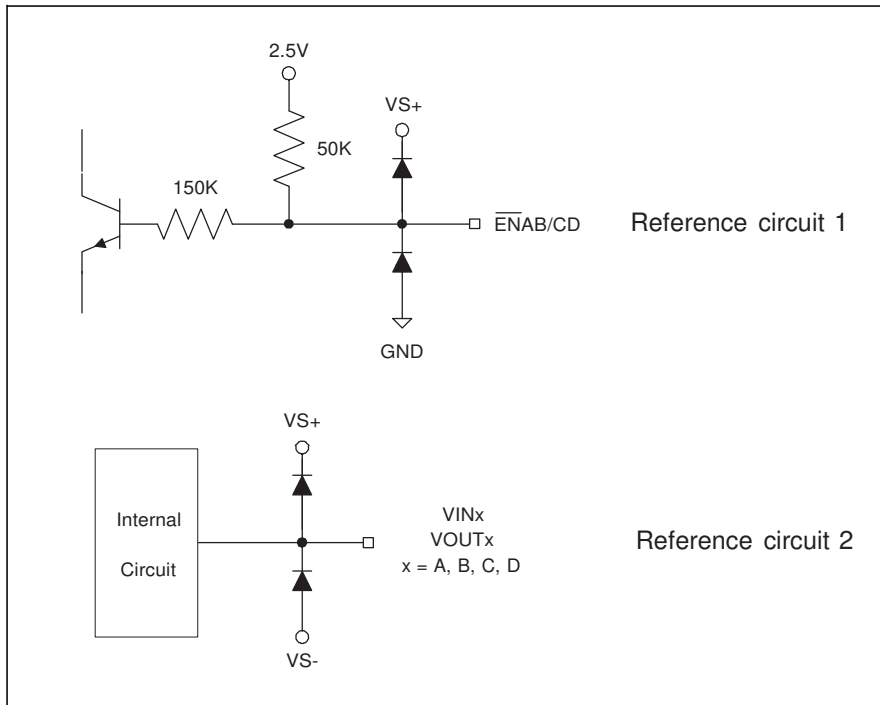 2.5V
VS+
50K
150K
ENAB/CD
Reference circuit 1
GND
VS+
Internal
Circuit
VINx
VOUTx
x = A, B, C, D
Reference circuit 2
VS-